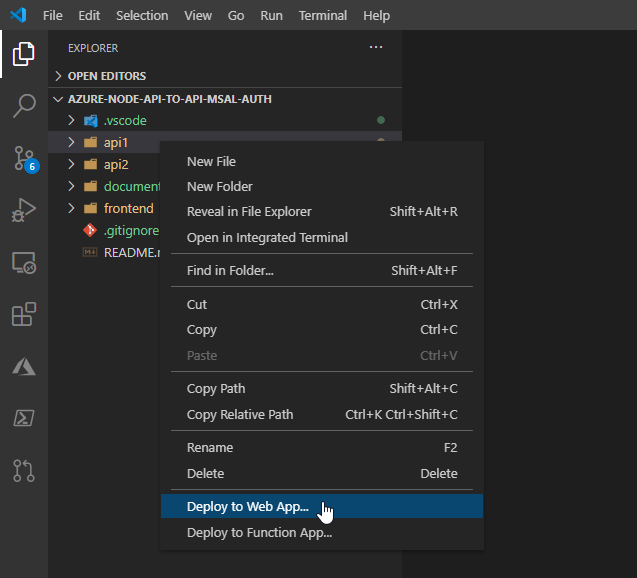 File Edit Selection View Go Run Terminal Help
EXPLORER ...
OPEN EDITORS
AZURE-NODE-API-TO-API-MSAL-AUTH
.vscode
api1
api2
document
frontend
.gitignore
README.
6
New File
New Folder
Reveal in File Explorer Shift+Alt+R
Open in Integrated Terminal
Find in Folder... Shift+Alt+F
Cut Ctrl+X
Copy Ctrl+C
Paste Ctrl+V
Copy Path Shift+Alt+C
Copy Relative Path Ctrl+K Ctrl+Shift+C
Rename F2
Delete Delete
Deploy to Web App...
Deploy to Function App...